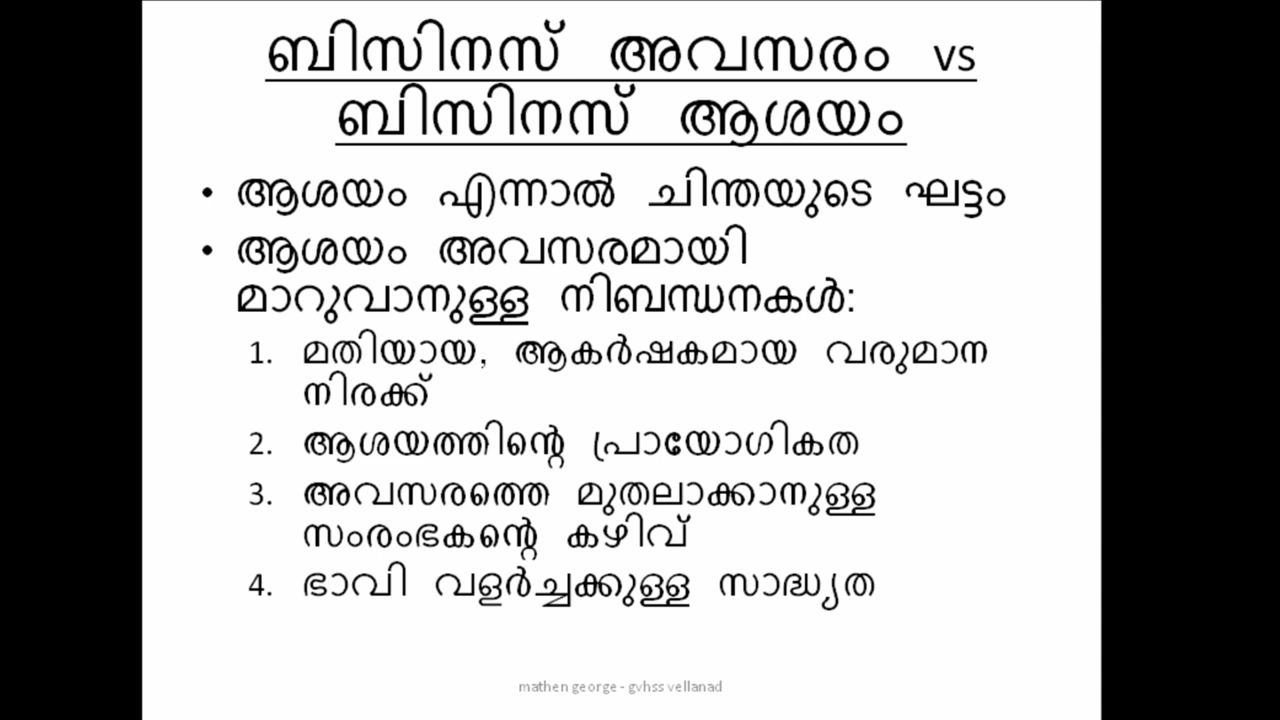 ബിസിനസ് അവസരം vs
ബിസിനസ് ആശയം
• ആശയം എന്നാൽ ചിന്തയുടെ ഘട്ടം
• ആശയം അവസരമായി
മാറുവാനുള്ള നിബന്ധനകൾ:
1. മതിയായ, ആകർഷകമായ വരുമാന
നിരക്ക്
2. ആശയത്തിന്റെ പ്രായോഗികത
3. അവസരത്തെ മുതലാക്കാനുള്ള
സംരംഭകന്റെ കഴിവ്
4. ഭാവി വളർച്ചക്കുള്ള സാദ്ധ്യത
mathen george - gvhss vellanad